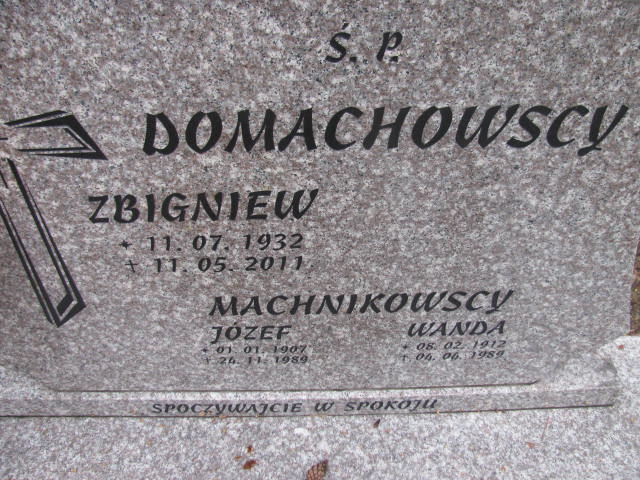 Ś. P.
DOMACHOWSCY
ZBIGNIEW
* 11. 07. 1932
† 11. 05. 2011
MACHNIKOWSCY
JÓZEF WANDA
* 01. 01. 1907 * 08. 02. 1912
† 26. 11. 1989 † 06. 06. 1989
SPOCZYWAJCIE W SPOKOJU